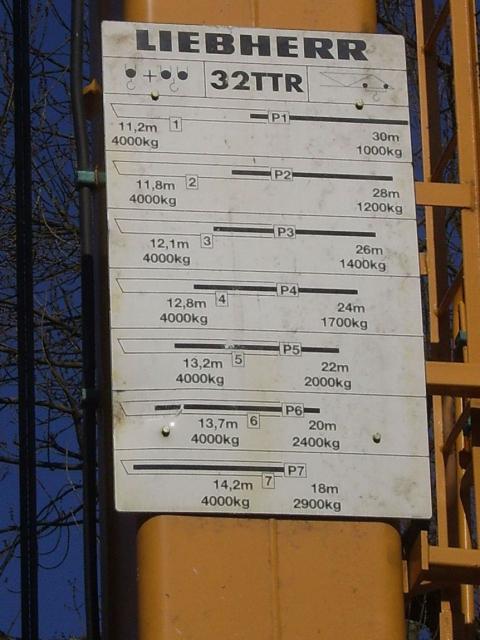 LIEBHERR
32TTR
P1
11,2m 1 30m
4000kg 1000kg
P2
11,8m 2 28m
4000kg 1200kg
P3
12,1m 3 26m
4000kg 1400kg
P4
12,8m 4 24m
4000kg 1700kg
P5
13,2m 5 22m
4000kg 2000kg
P6
13,7m 6 20m
4000kg 2400kg
P7
14,2m 7 18m
4000kg 2900kg